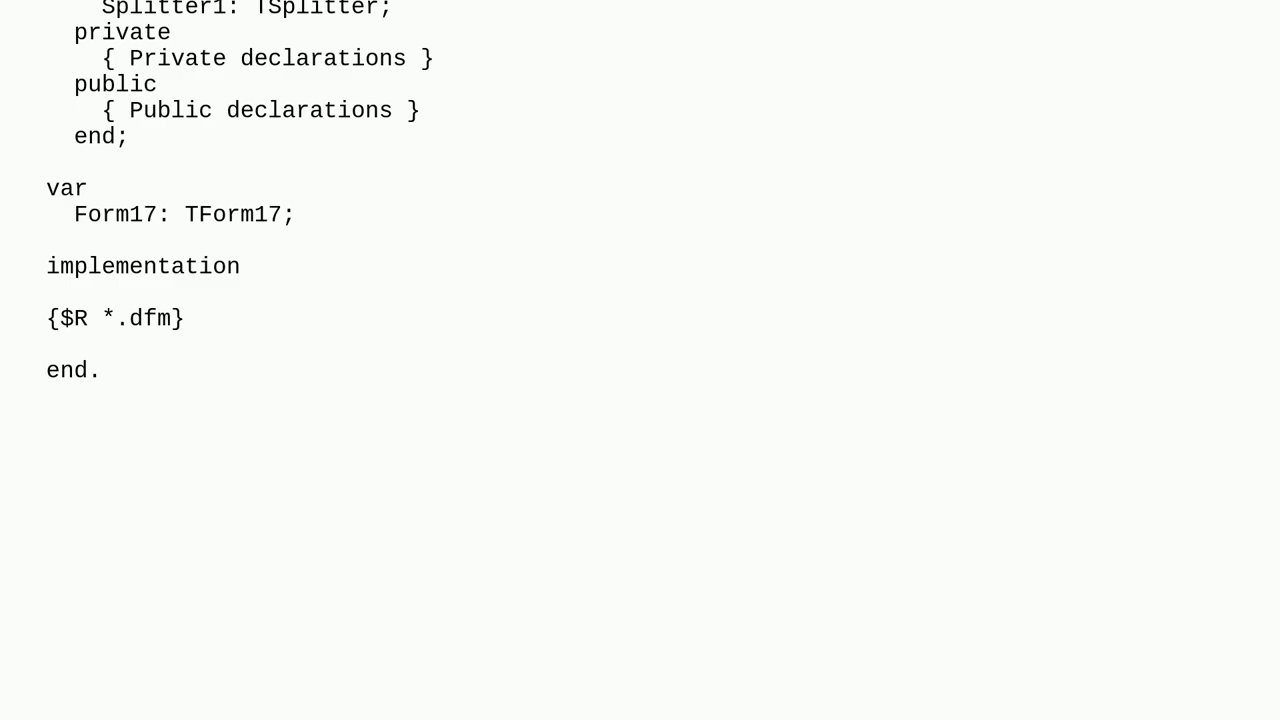 Splitter1: TSplitter;
  private
    { Private declarations }
  public
    { Public declarations }
  end;

var
  Form17: TForm17;

implementation

{$R *.dfm}

end.